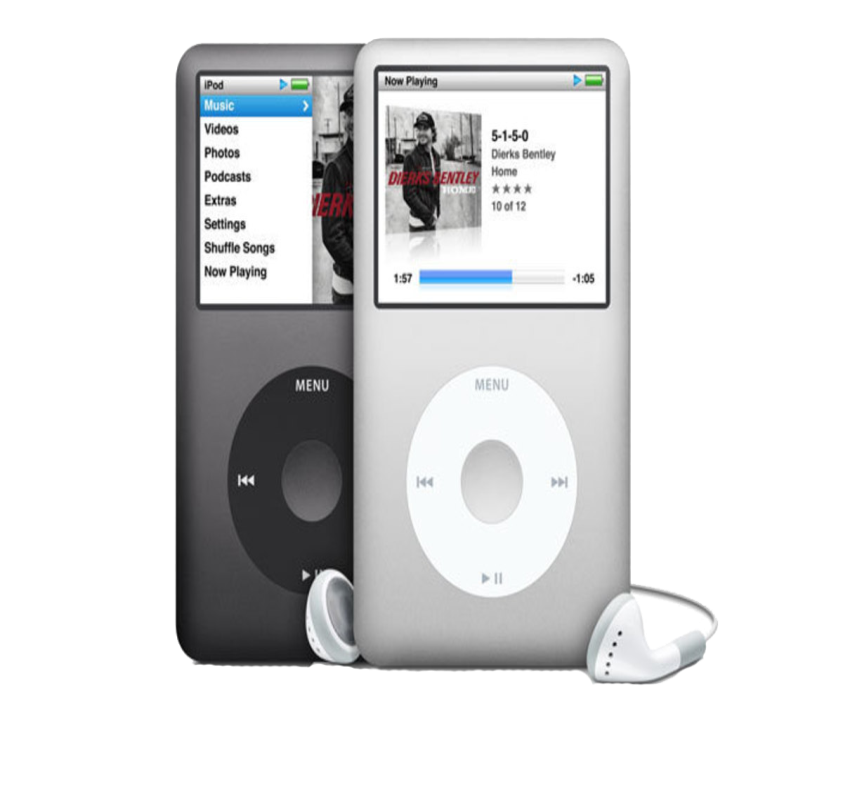 iPod
Music
Videos
Photos
Podcasts
Extras
Settings
Shuffle Songs
Now Playing
MENU
Now Playing
DIERKS BENTLEY
HOME
5-1-5-0
Dierks Bentley
Home
10 of 12
1:57
-1:05
MENU